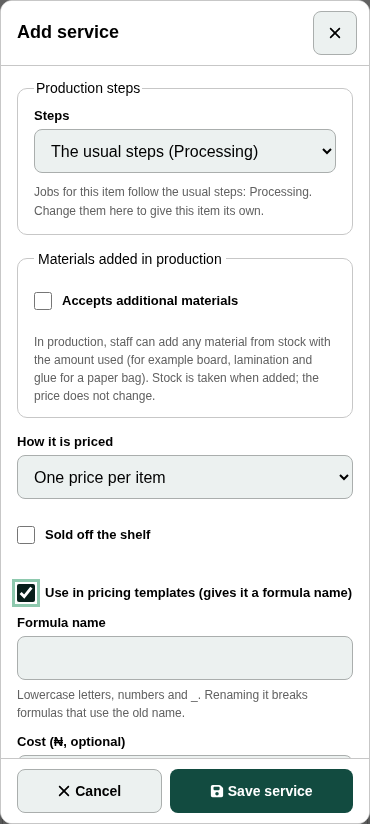 Add service
Production steps
Steps
The usual steps (Processing)
Jobs for this item follow the usual steps: Processing.
Change them here to give this item its own.
Materials added in production
Accepts additional materials
In production, staff can add any material from stock with
the amount used (for example board, lamination and
glue for a paper bag). Stock is taken when added; the
price does not change.
How it is priced
One price per item
Sold off the shelf
Use in pricing templates (gives it a formula name)
Formula name
Lowercase letters, numbers and _. Renaming it breaks
formulas that use the old name.
Cost (₦, optional)
Cancel
Save service